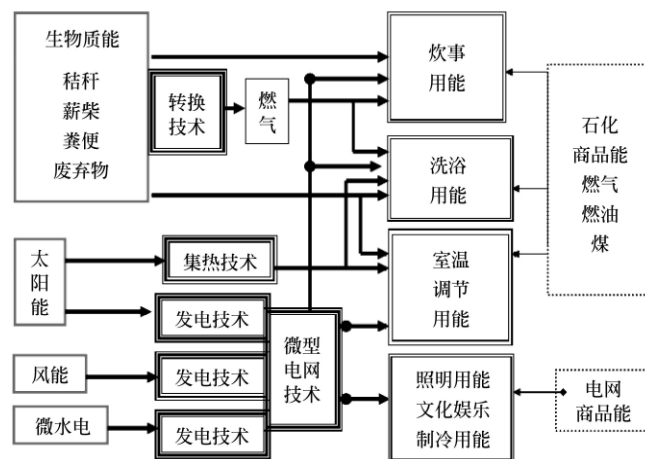 生物质能
秸秆
薪柴
粪便
废弃物
转换
技术
燃
气
炊事
用能
石化
商品能
燃气
燃油
煤
洗浴
用能
太
阳
能
集热技术
室温
调节
用能
发电技术
微型
电网
技术
风能
发电技术
照明用能
文化娱乐
制冷用能
电网
商品能
微水电
发电技术